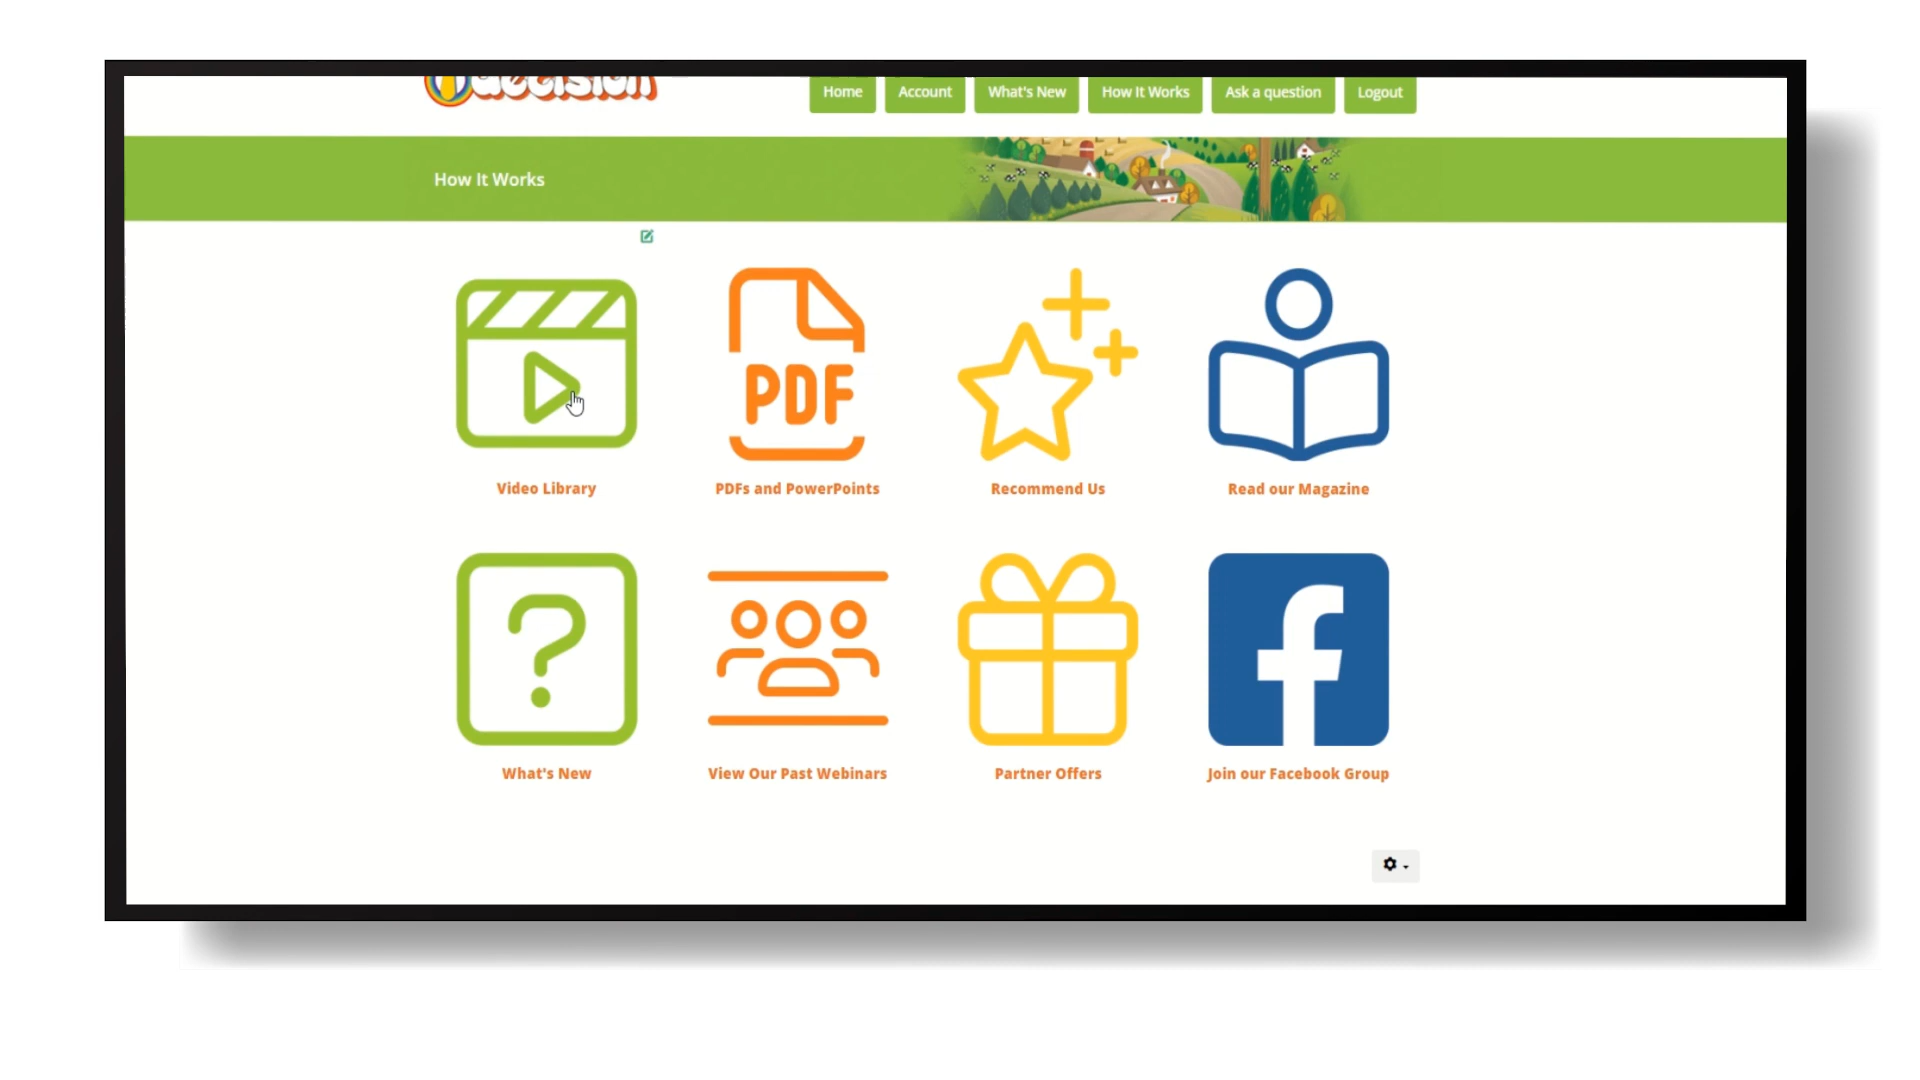 decision
Home Account What's New How It Works Ask a question Logout
How It Works
PDF
Video Library PDFs and PowerPoints Recommend Us Read our Magazine
What's New View Our Past Webinars Partner Offers Join our Facebook Group